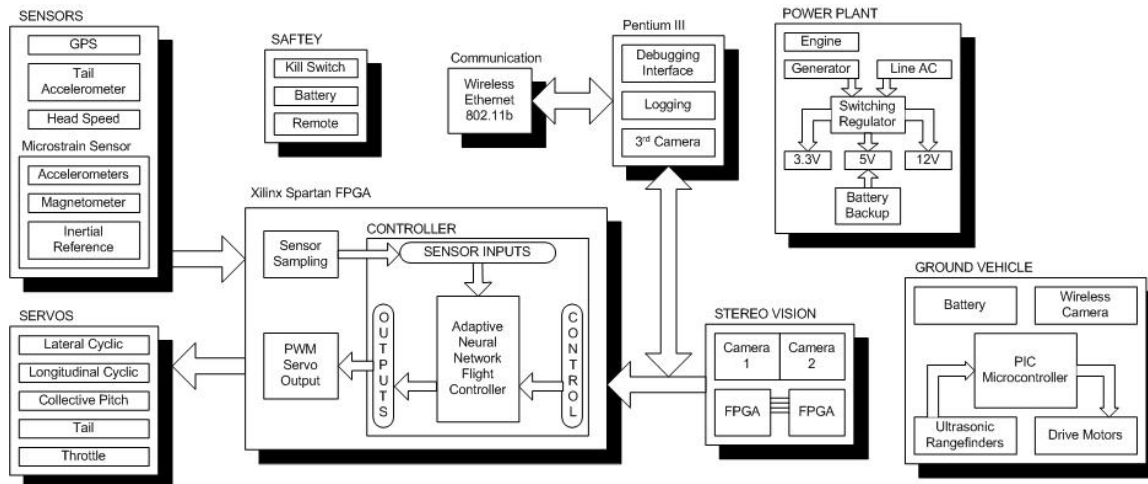 SENSORS
GPS
Tail
Accelerometer
Head Speed
Microstrain Sensor
Accelerometers
Magnetometer
Inertial
Reference
SAFTEY
Kill Switch
Battery
Remote
Communication
Wireless
Ethernet
802.11b
Pentium III
Debugging
Interface
Logging
3rd Camera
POWER PLANT
Engine
Generator
Line AC
Switching
Regulator
3.3V
5V
12V
Battery
Backup
Xilinx Spartan FPGA
Sensor
Sampling
PWM
Servo
Output
CONTROLLER
SENSOR INPUTS
OUTPUTS
Adaptive
Neural
Network
Flight
Controller
CONTROL
SERVOS
Lateral Cyclic
Longitudinal Cyclic
Collective Pitch
Tail
Throttle
STEREO VISION
Camera
1
Camera
2
FPGA
FPGA
GROUND VEHICLE
Battery
Wireless
Camera
PIC
Microcontroller
Ultrasonic
Rangefinders
Drive Motors